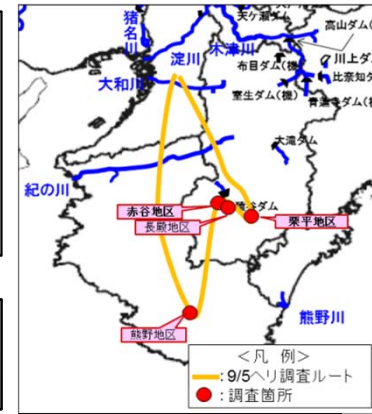 天ケ瀬ダム
猪名川
淀川
木津川
高山ダム(
布目ダム(機
川上ダ
大和川
比奈知ダ
室生ダム(機
青蓮寺ダム(
大滝ダム
紀の川
赤谷地区
長殿地区
栗平地区
熊野川
熊野地区
<凡 例>
:9/5ヘリ調査ルート
:調査箇所